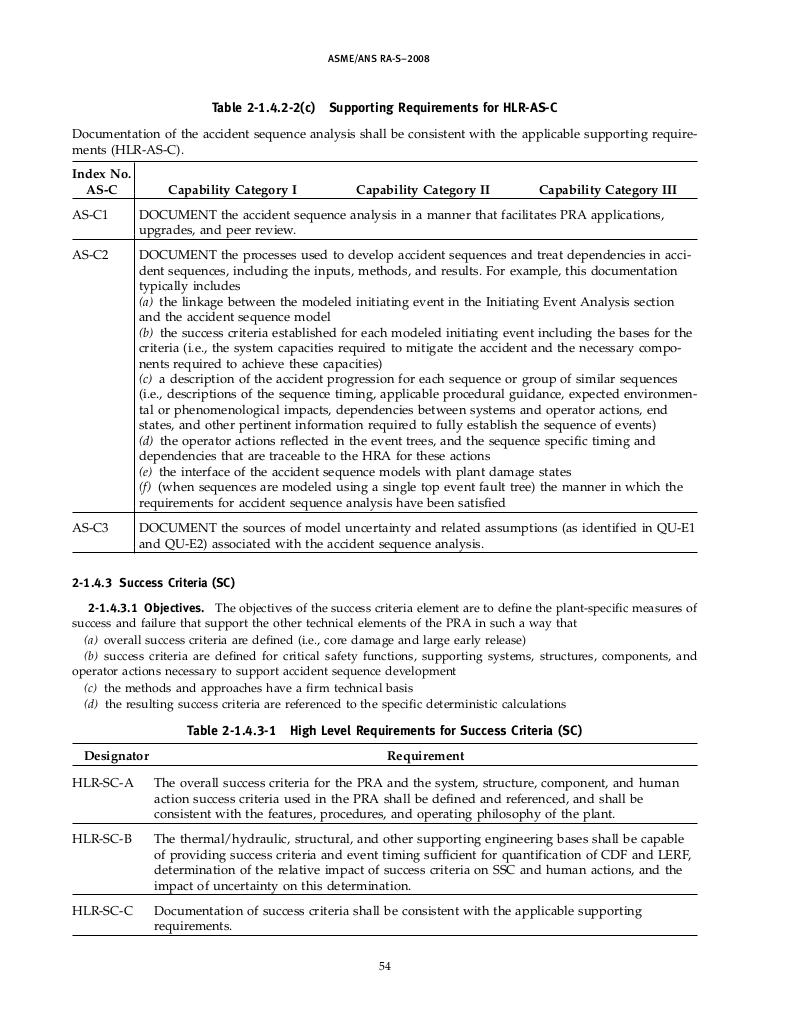 ASME/ANS RA-S–2008
Table 2-1.4.2-2(c) Supporting Requirements for HLR-AS-C
Documentation of the accident sequence analysis shall be consistent with the applicable supporting require-
ments (HLR-AS-C).
Index No.
AS-C Capability Category I Capability Category II Capability Category III
AS-C1 DOCUMENT the accident sequence analysis in a manner that facilitates PRA applications,
upgrades, and peer review.
AS-C2 DOCUMENT the processes used to develop accident sequences and treat dependencies in acci-
dent sequences, including the inputs, methods, and results. For example, this documentation
typically includes
(a) the linkage between the modeled initiating event in the Initiating Event Analysis section
and the accident sequence model
(b) the success criteria established for each modeled initiating event including the bases for the
criteria (i.e., the system capacities required to mitigate the accident and the necessary compo-
nents required to achieve these capacities)
(c) a description of the accident progression for each sequence or group of similar sequences
(i.e., descriptions of the sequence timing, applicable procedural guidance, expected environmen-
tal or phenomenological impacts, dependencies between systems and operator actions, end
states, and other pertinent information required to fully establish the sequence of events)
(d) the operator actions reflected in the event trees, and the sequence specific timing and
dependencies that are traceable to the HRA for these actions
(e) the interface of the accident sequence models with plant damage states
(f) (when sequences are modeled using a single top event fault tree) the manner in which the
requirements for accident sequence analysis have been satisfied
AS-C3 DOCUMENT the sources of model uncertainty and related assumptions (as identified in QU-E1
and QU-E2) associated with the accident sequence analysis.
2-1.4.3 Success Criteria (SC)
2-1.4.3.1 Objectives. The objectives of the success criteria element are to define the plant-specific measures of
success and failure that support the other technical elements of the PRA in such a way that
(a) overall success criteria are defined (i.e., core damage and large early release)
(b) success criteria are defined for critical safety functions, supporting systems, structures, components, and
operator actions necessary to support accident sequence development
(c) the methods and approaches have a firm technical basis
(d) the resulting success criteria are referenced to the specific deterministic calculations
Table 2-1.4.3-1 High Level Requirements for Success Criteria (SC)
Designator Requirement
HLR-SC-A The overall success criteria for the PRA and the system, structure, component, and human
action success criteria used in the PRA shall be defined and referenced, and shall be
consistent with the features, procedures, and operating philosophy of the plant.
HLR-SC-B The thermal/hydraulic, structural, and other supporting engineering bases shall be capable
of providing success criteria and event timing sufficient for quantification of CDF and LERF,
determination of the relative impact of success criteria on SSC and human actions, and the
impact of uncertainty on this determination.
HLR-SC-C Documentation of success criteria shall be consistent with the applicable supporting
requirements.
54